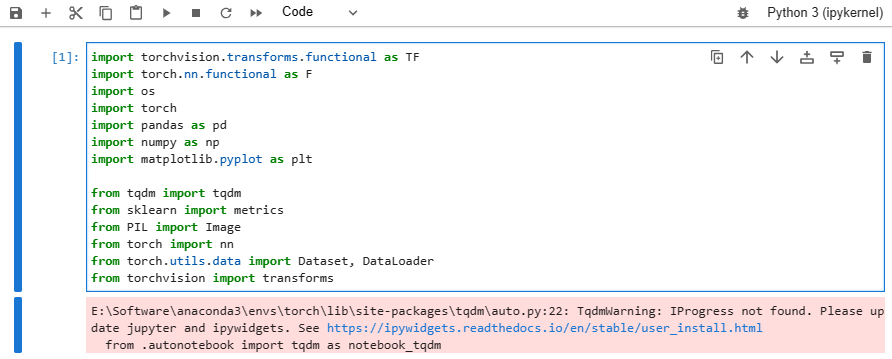 Code
Python 3 (ipykernel)
[1]:
import torchvision.transforms.functional as TF
import torch.nn.functional as F
import os
import torch
import pandas as pd
import numpy as np
import matplotlib.pyplot as plt
from tqdm import tqdm
from sklearn import metrics
from PIL import Image
from torch import nn
from torch.utils.data import Dataset, DataLoader
from torchvision import transforms
E:\Software\anaconda3\envs\torch\lib\site-packages\tqdm\auto.py:22: TqdmWarning: IProgress not found. Please up
date jupyter and ipywidgets. See https://ipywidgets.readthedocs.io/en/stable/user_install.html
from .autonotebook import tqdm as notebook_tqdm